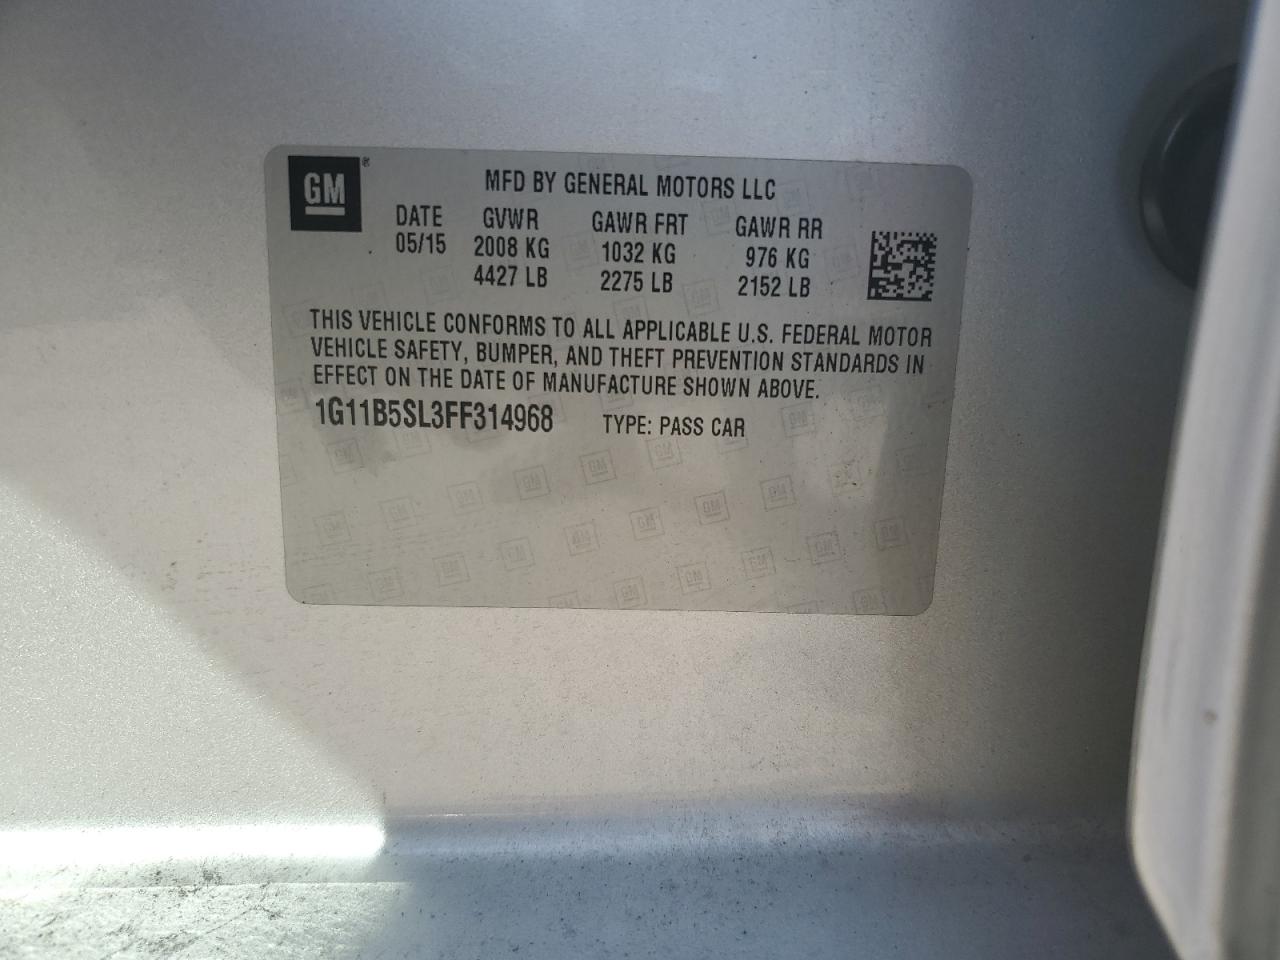 GM®
MFD BY GENERAL MOTORS LLC
DATE GVWR GAWR FRT GAWR RR
05/15 2008 KG 1032 KG 976 KG
4427 LB 2275 LB 2152 LB
THIS VEHICLE CONFORMS TO ALL APPLICABLE U.S. FEDERAL MOTOR
VEHICLE SAFETY, BUMPER, AND THEFT PREVENTION STANDARDS IN
EFFECT ON THE DATE OF MANUFACTURE SHOWN ABOVE.
1G11B5SL3FF314968 TYPE: PASS CAR